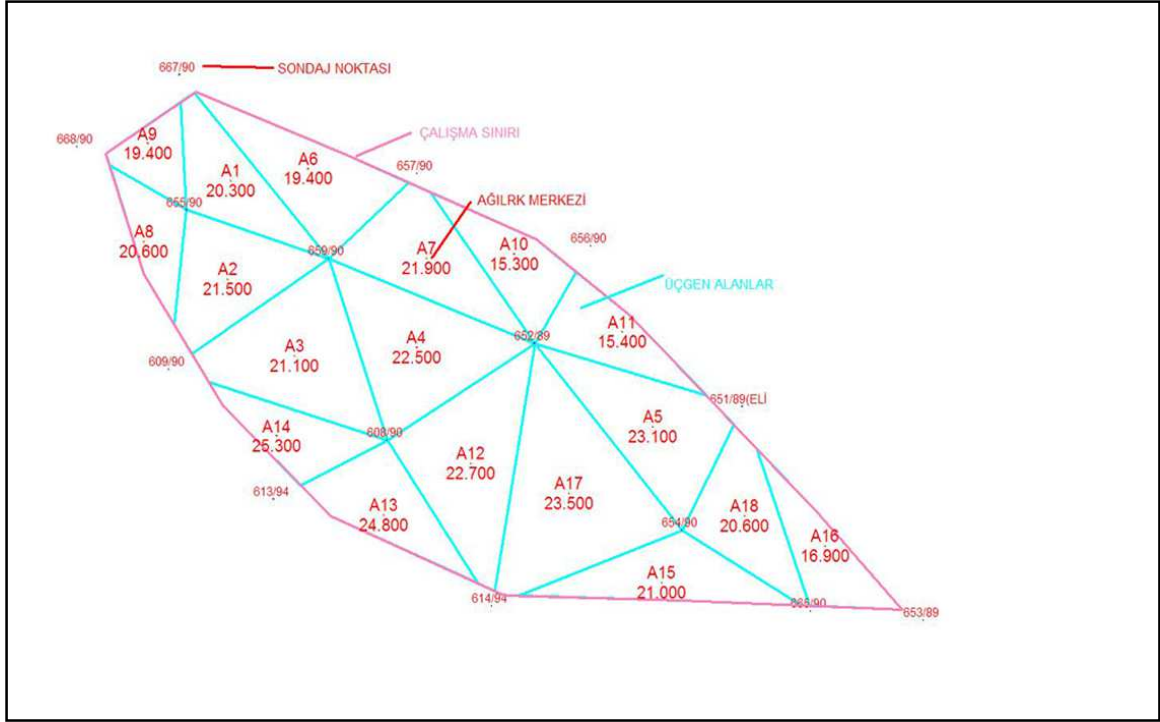 667/90
SONDAJ NOKTASI
668/90
A9
19.400
ÇALIŞMA SINIRI
A1
20.300
A6
19.400
657/90
655/90
AĞILRK MERKEZİ
A8
20.600
659/90
A7
21.900
A10
15.300
656/90
A2
21.500
ÜÇGEN ALANLAR
A11
15.400
652/89
A4
22.500
A3
21.100
609/90
651/89(ELİ
A5
23.100
A14
25.300
608/90
A12
22.700
613/94
A17
23.500
A13
24.800
654/90
A18
20.600
A16
16.900
A15
21.000
614/94
665/90
653/89